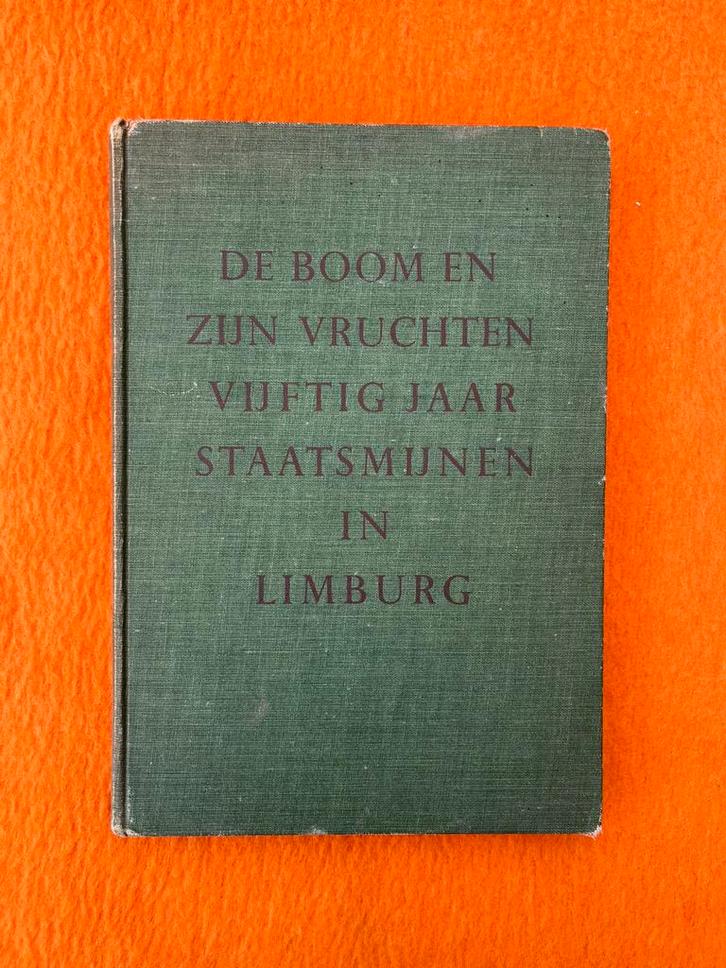 DE BOOM EN
ZIJN VRUCHTEN
VIJFTIG JAAR
STAATSMIJNEN
IN
LIMBURG